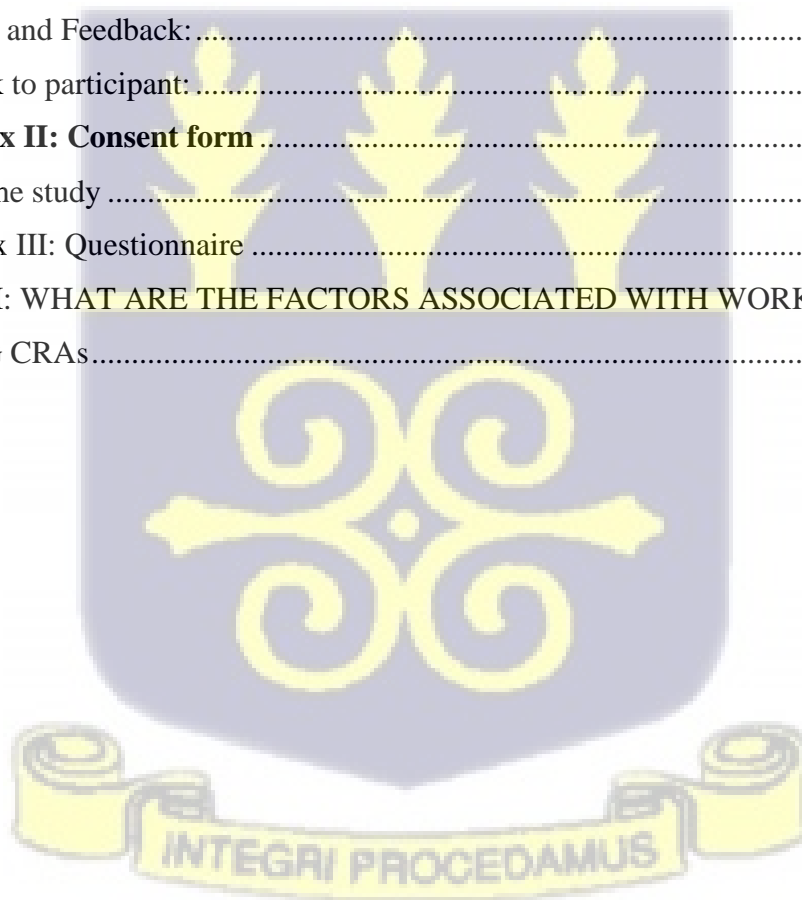 and Feedback:..........................................................................
k to participant:..........................................................................
x II: Consent form..................................................................
ne study.....................................................................................
x III: Questionnaire...................................................................
I: WHAT ARE THE FACTORS ASSOCIATED WITH WORK
CRAs.......................................................................................
INTEGRI PROCEDAMUS